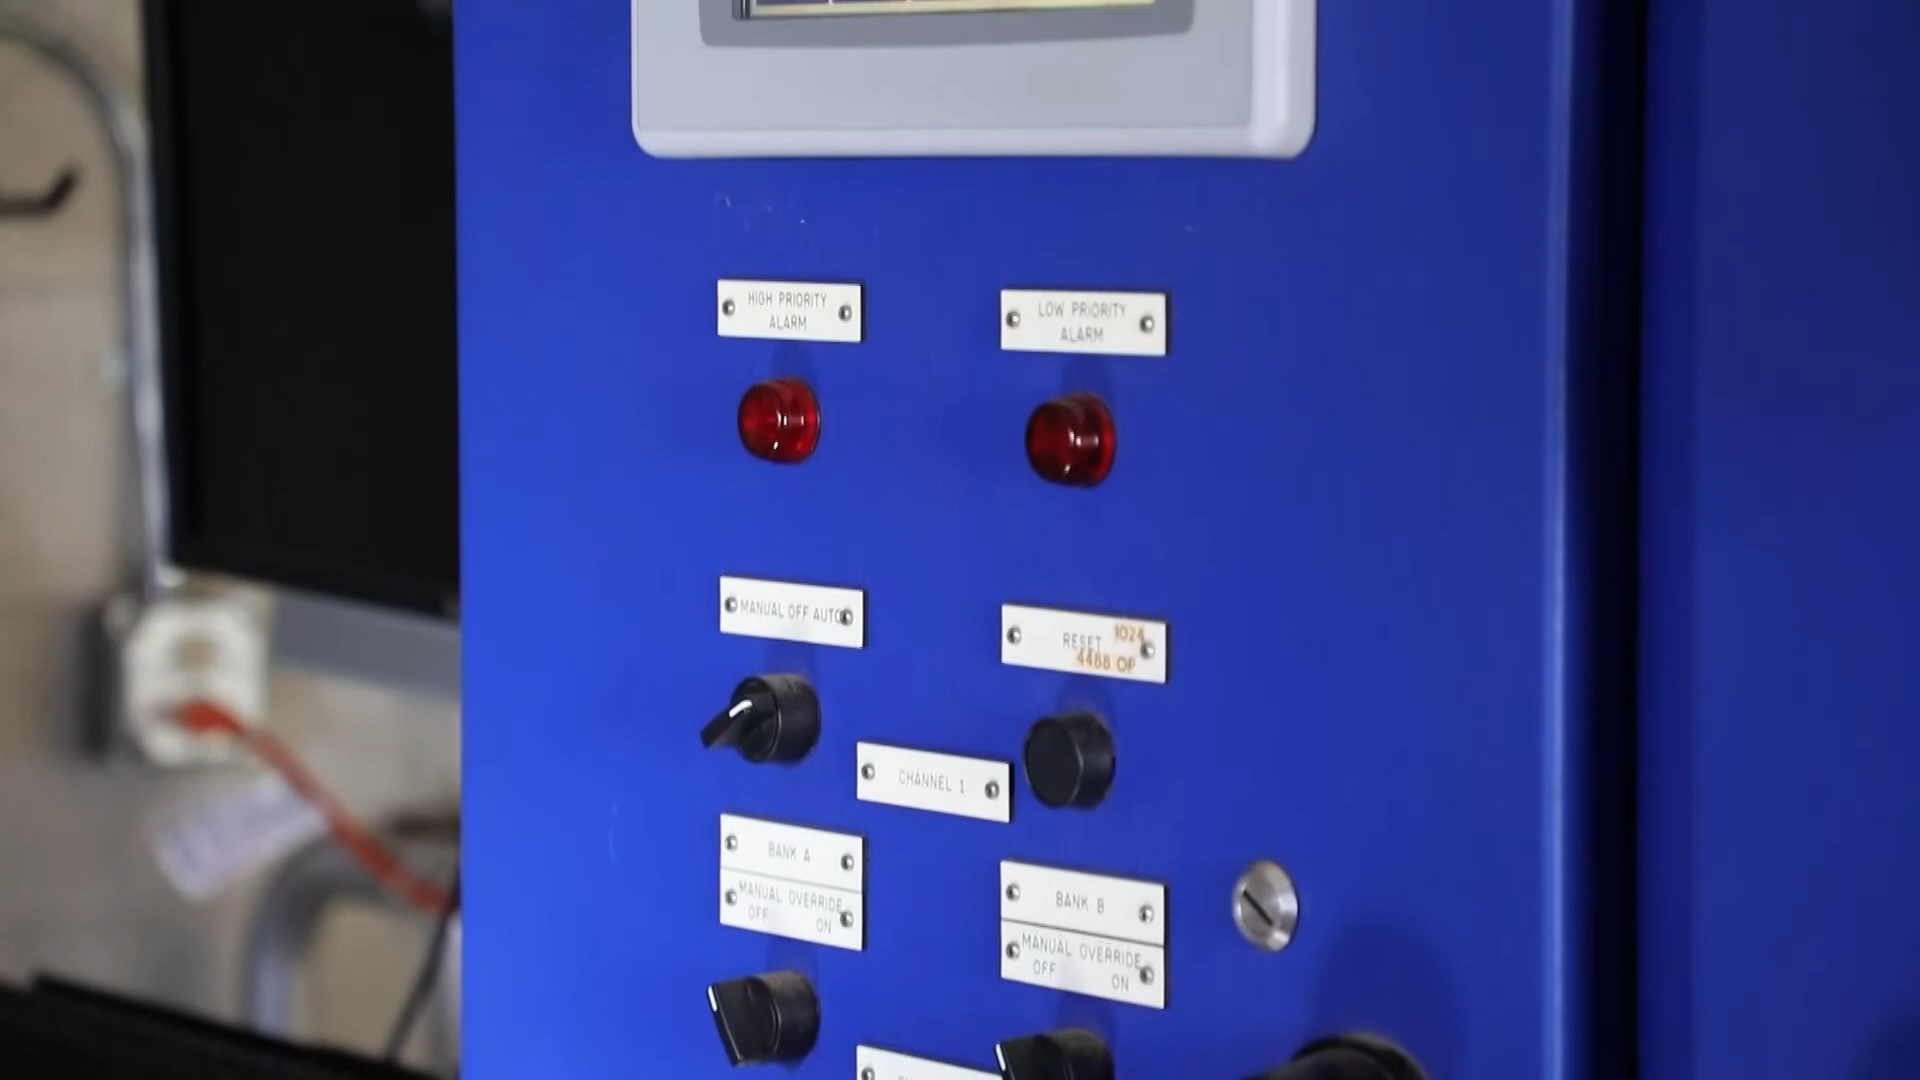 HIGH PRIORITY
ALARM
LOW PRIORITY
ALARM
MANUAL OFF AUTO
RESET
1024
4488 OP
CHANNEL 1
BANK A
MANUAL OVERRIDE
OFF ON
BANK B
MANUAL OVERRIDE
OFF ON